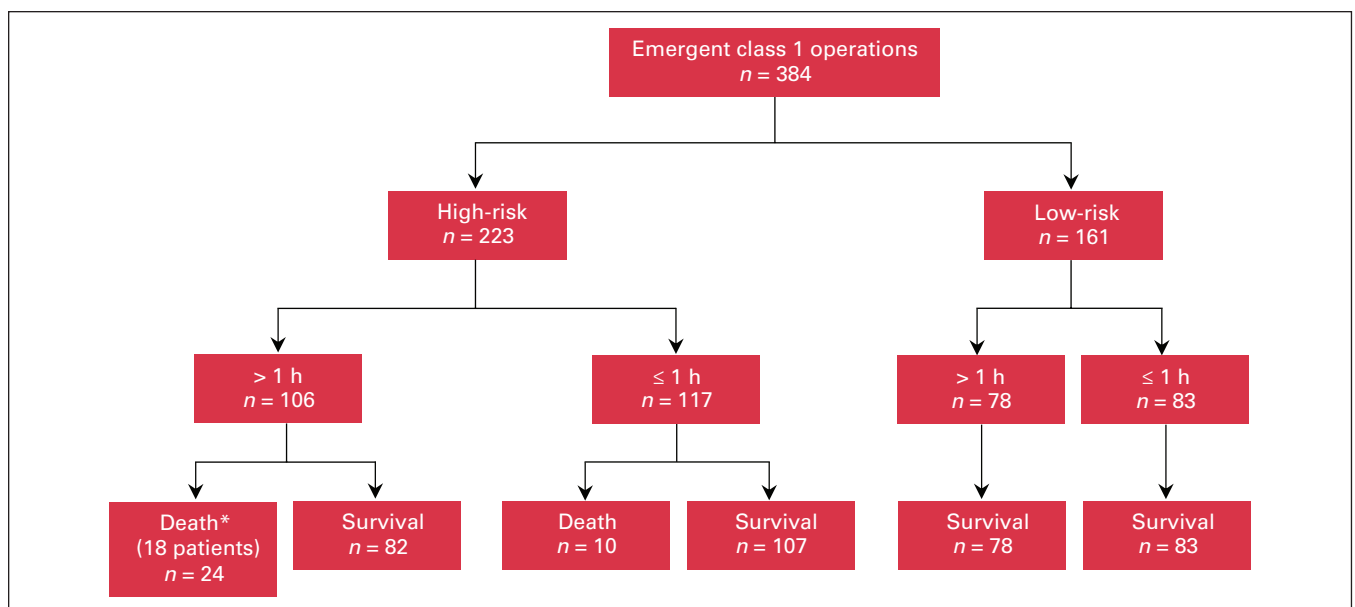 Emergent class 1 operations
n = 384
High-risk
n = 223
Low-risk
n = 161
> 1 h
n = 106
≤ 1 h
n = 117
> 1 h
n = 78
≤ 1 h
n = 83
Death*
(18 patients)
n = 24
Survival
n = 82
Death
n = 10
Survival
n = 107
Survival
n = 78
Survival
n = 83